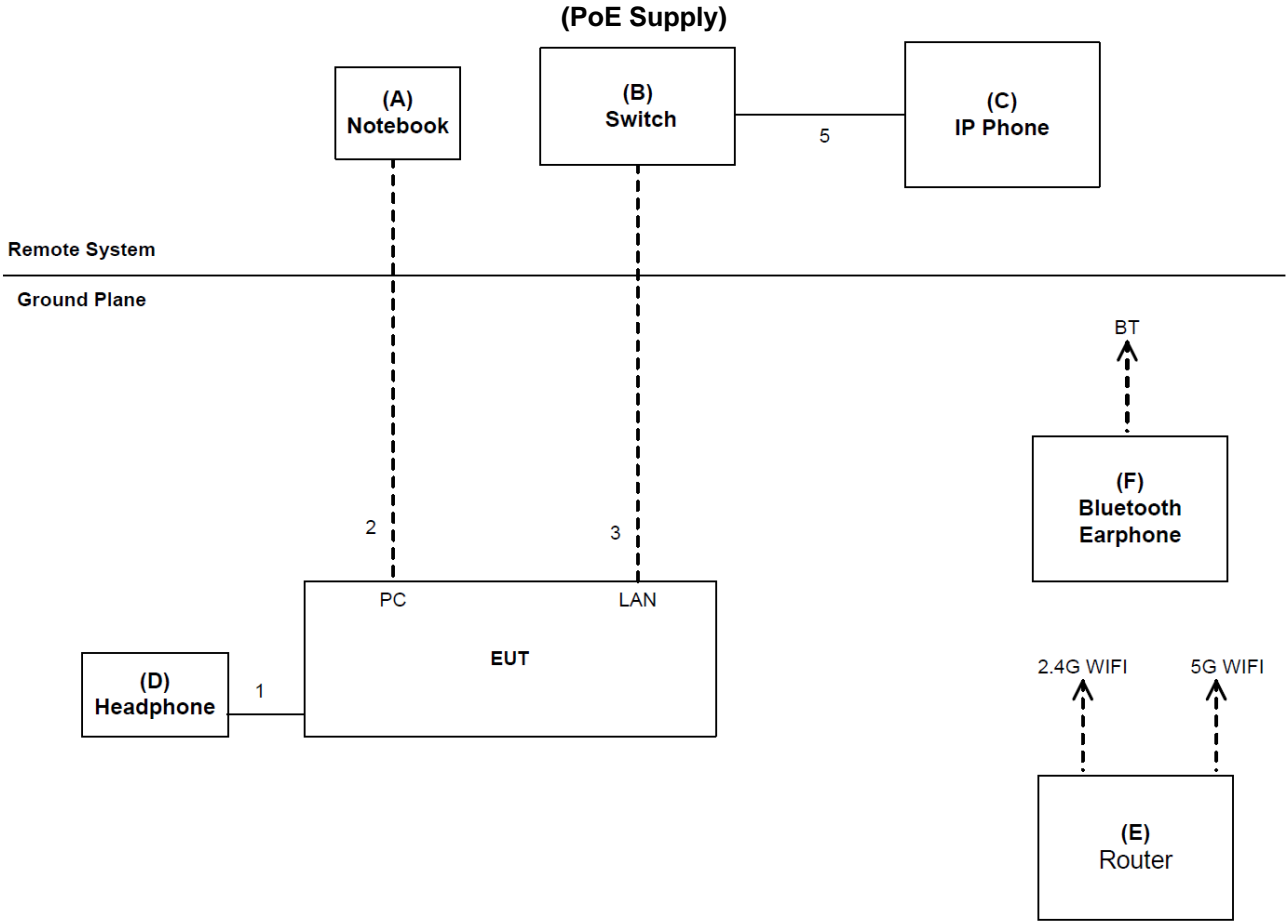 (PoE Supply)
(A)
Notebook
(B)
Switch
5
(C)
IP Phone
Remote System
Ground Plane
BT
(F)
Bluetooth
Earphone
2
3
PC
LAN
EUT
(D)
Headphone
1
2.4G WIFI
5G WIFI
(E)
Router